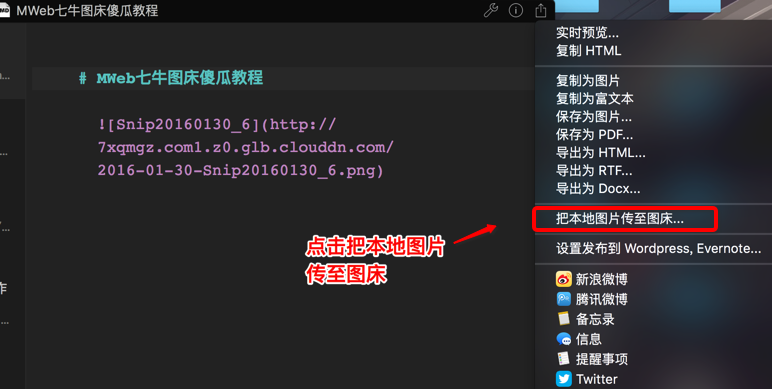 MWeb七牛图床傻瓜教程
# MWeb七牛图床傻瓜教程
![Snip20160130_6](http://
7xqmgz.com1.z0.glb.clouddn.com/
2016-01-30-Snip20160130_6.png)
点击把本地图片
传至图床
实时预览...
复制 HTML
复制为图片
复制为富文本
保存为图片...
保存为 PDF...
导出为 HTML...
导出为 RTF...
导出为 Docx...
把本地图片传至图床...
设置发布到 Wordpress, Evernote...
新浪微博
腾讯微博
备忘录
信息
提醒事项
Twitter